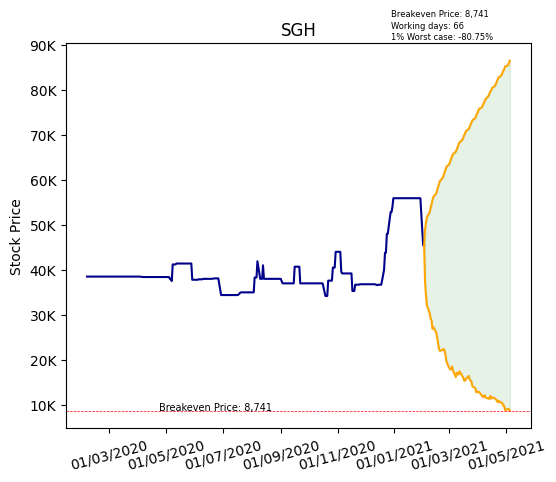 Breakeven Price: 8,741
Working days: 66
1% Worst case: -80.75%
SGH
90K
80K
70K
60K
50K
40K
30K
20K
10K
Stock Price
Breakeven Price: 8,741
01/03/2020
01/05/2020
01/07/2020
01/09/2020
01/11/2020
01/01/2021
01/03/2021
01/05/2021